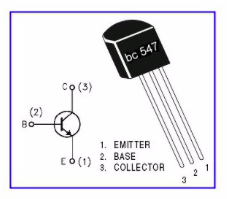 bc 547
C (3)
(2)
B
E (1)
1. EMITTER
2. BASE
3. COLLECTOR
1
2
3